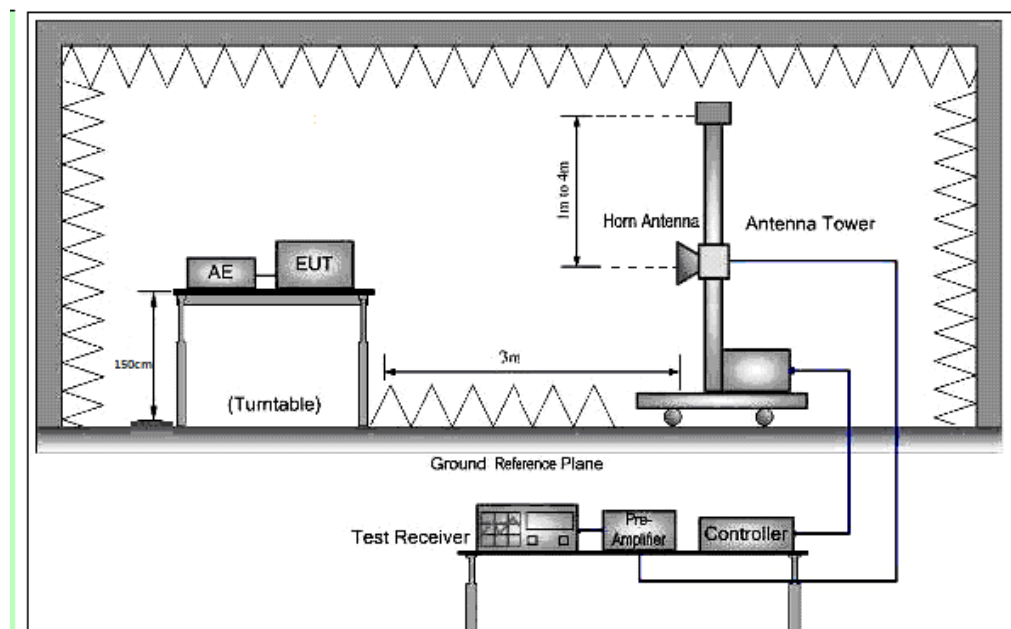 1m to 4m
Horn Antenna
Antenna Tower
AE
EUT
150cm
3m
(Turntable)
Ground Reference Plane
Test Receiver
Pre-
Amplifier
Controller